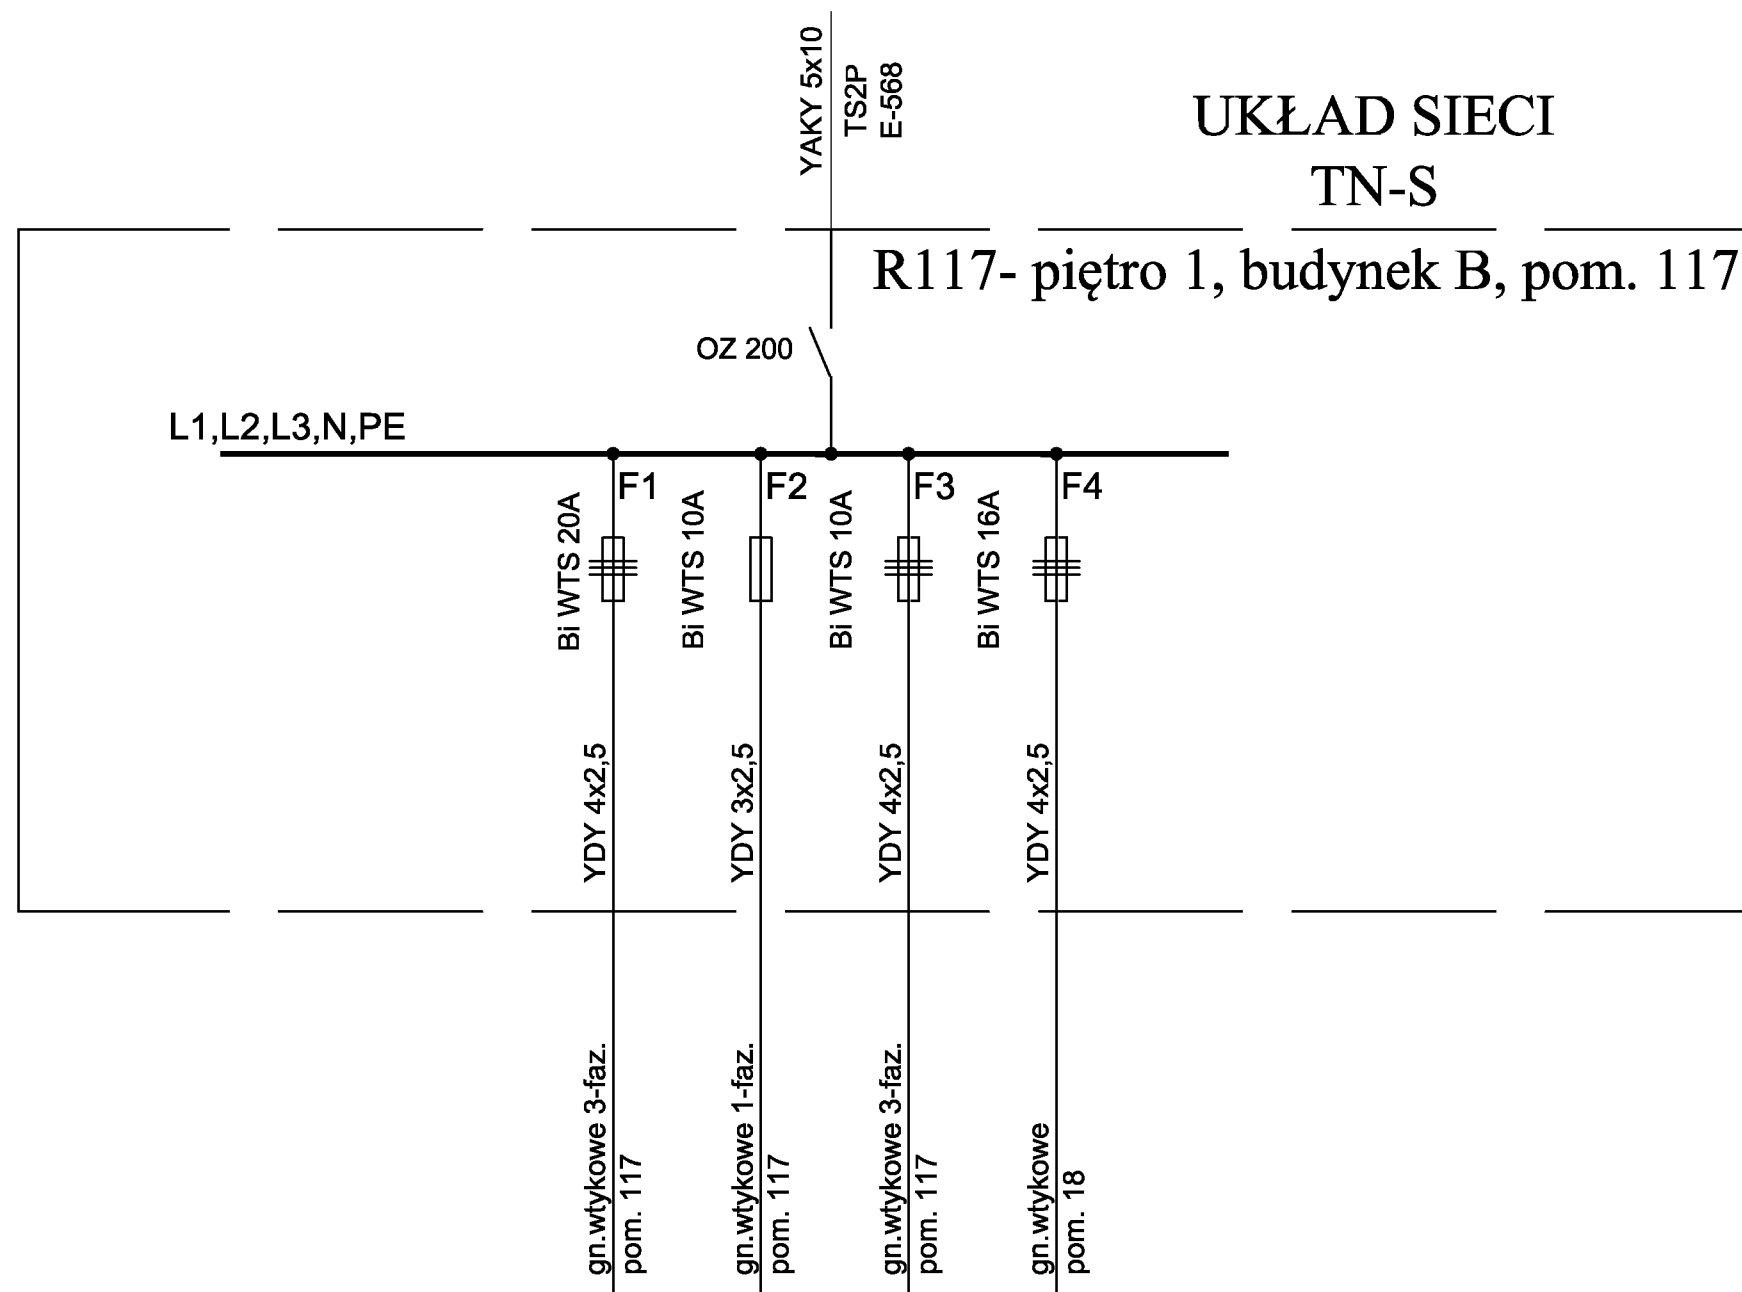 YAKY 5x10
TS2P
E-568
UKŁAD SIECI
TN-S
R117- piętro 1, budynek B, pom. 117
OZ 200
L1,L2,L3,N,PE
F1
F2
F3
F4
Bi WTS 20A
Bi WTS 10A
Bi WTS 10A
Bi WTS 16A
YDY 4x2,5
YDY 3x2,5
YDY 4x2,5
YDY 4x2,5
gn.wtykowe 3-faz.
pom. 117
gn.wtykowe 1-faz.
pom. 117
gn.wtykowe 3-faz.
pom. 117
gn.wtykowe
pom. 18